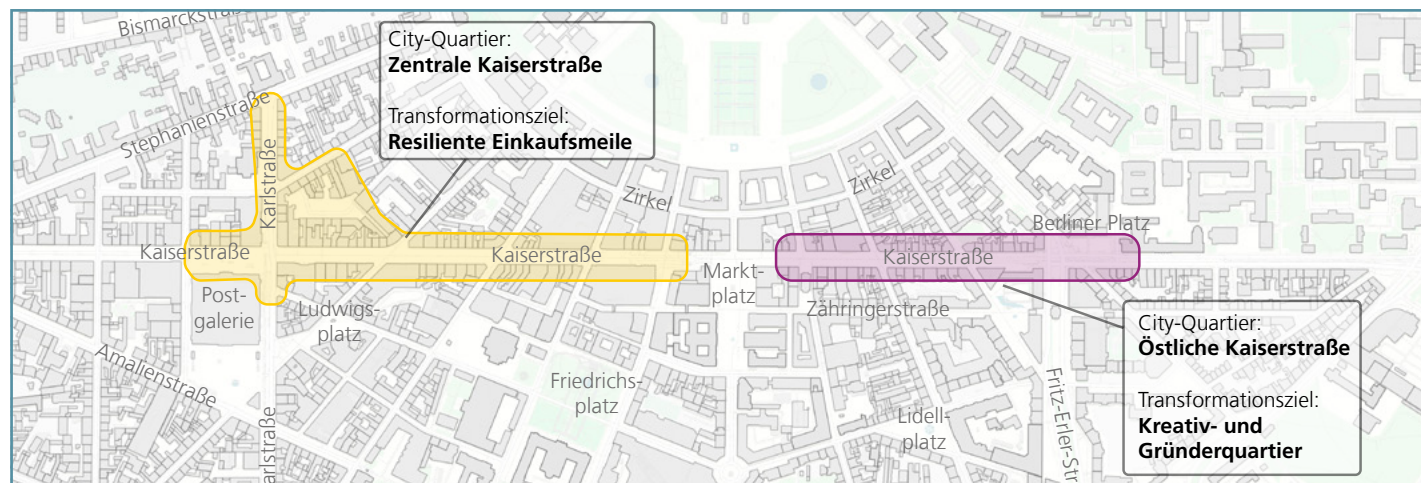 Bismarckstraße
City-Quartier:
Zentrale Kaiserstraße
Transformationsziel:
Resiliente Einkaufsmeile
Stephanienstraße
Karlstraße
Zirkel
Zirkel
Berliner Platz
Kaiserstraße
Kaiserstraße
Kaiserstraße
Markt-
platz
Post-
galerie
Ludwigs-
platz
Zähringerstraße
City-Quartier:
Östliche Kaiserstraße
Transformationsziel:
Kreativ- und
Gründerquartier
Amalienstraße
Friedrichs-
platz
Lidell-
platz
Karlstraße
Fritz-Erler-Str